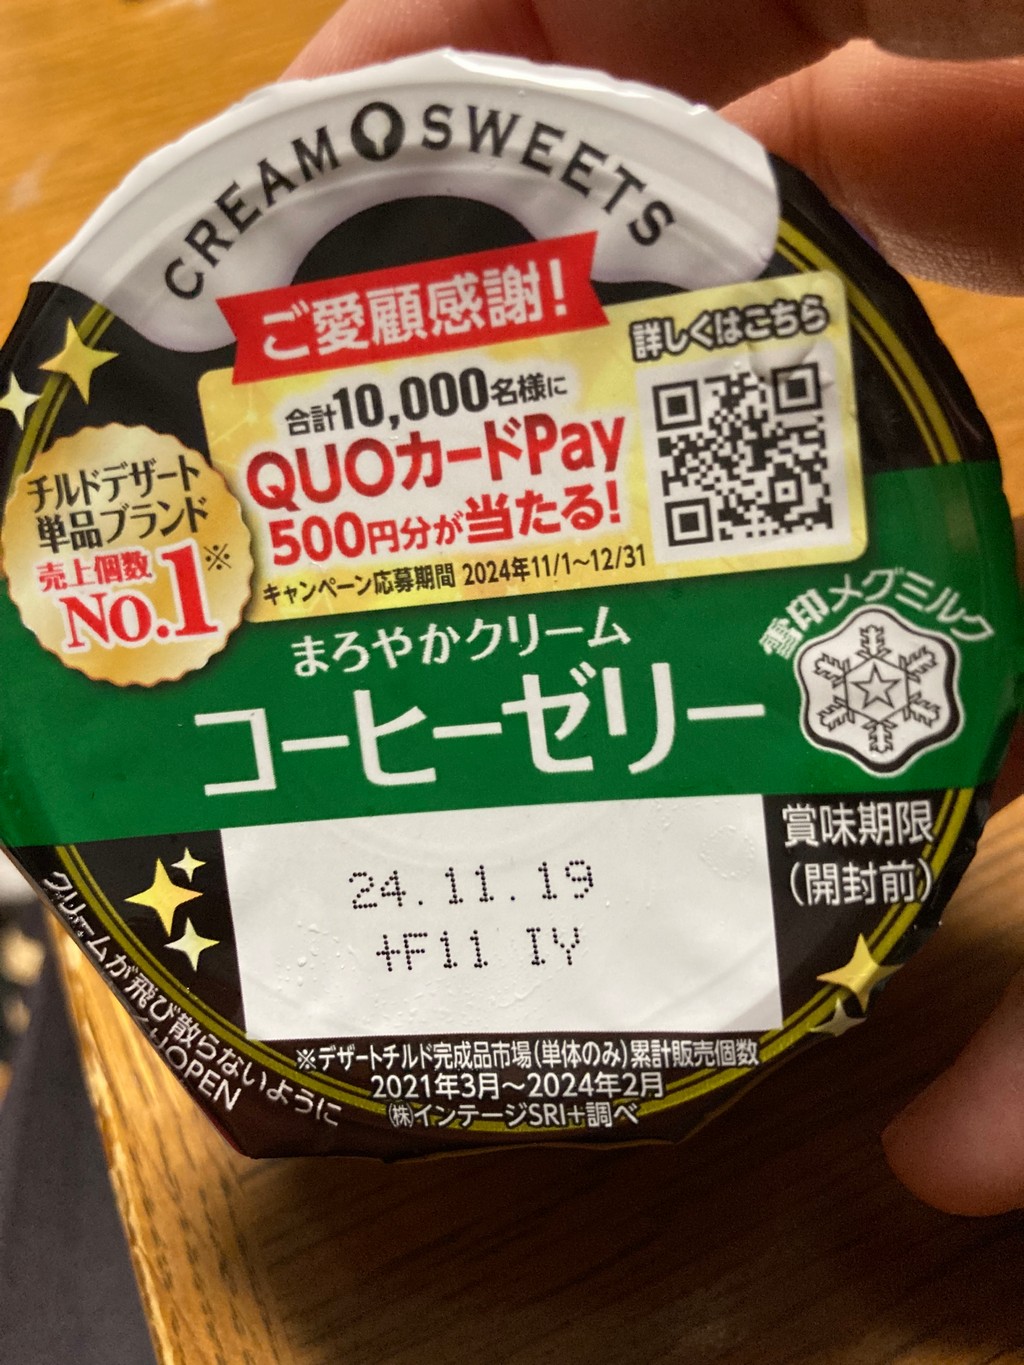 CREAM SWEETS
ご愛顧感謝!
詳しくはこちら
合計10,000名様に
QUOカードPay
500円分が当たる!
キャンペーン応募期間 2024年11/1～12/31
チルドデザート
単品ブランド
売上個数※
No.1
まろやかクリーム
コーヒーゼリー
雪印メグミルク
賞味期限
(開封前)
24.11.19
+F11 IY
※デザートチルド完成品市場(単体のみ)累計販売個数
2021年3月～2024年2月
㈱インテージSRI+調べ
クリームが飛び散らないように
OPEN